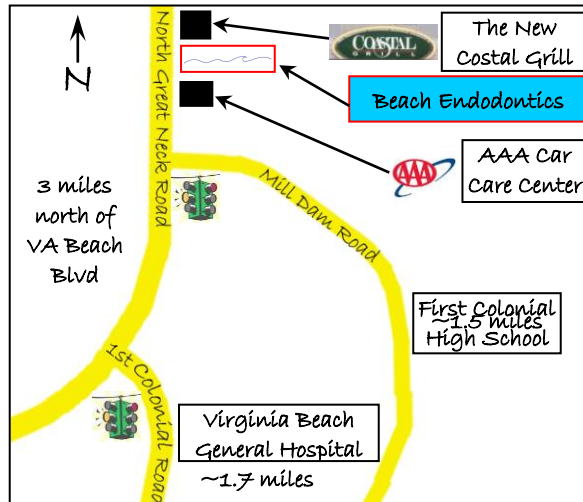 The New
Costal Grill
COASTAL
GRILL
Beach Endodontics
AAA Car
Care Center
AAA
N
North Great Neck Road
3 miles
north of
VA Beach
Blvd
Mill Dam Road
First Colonial
~1.5 miles
High School
1st Colonial Road
Virginia Beach
General Hospital
~1.7 miles